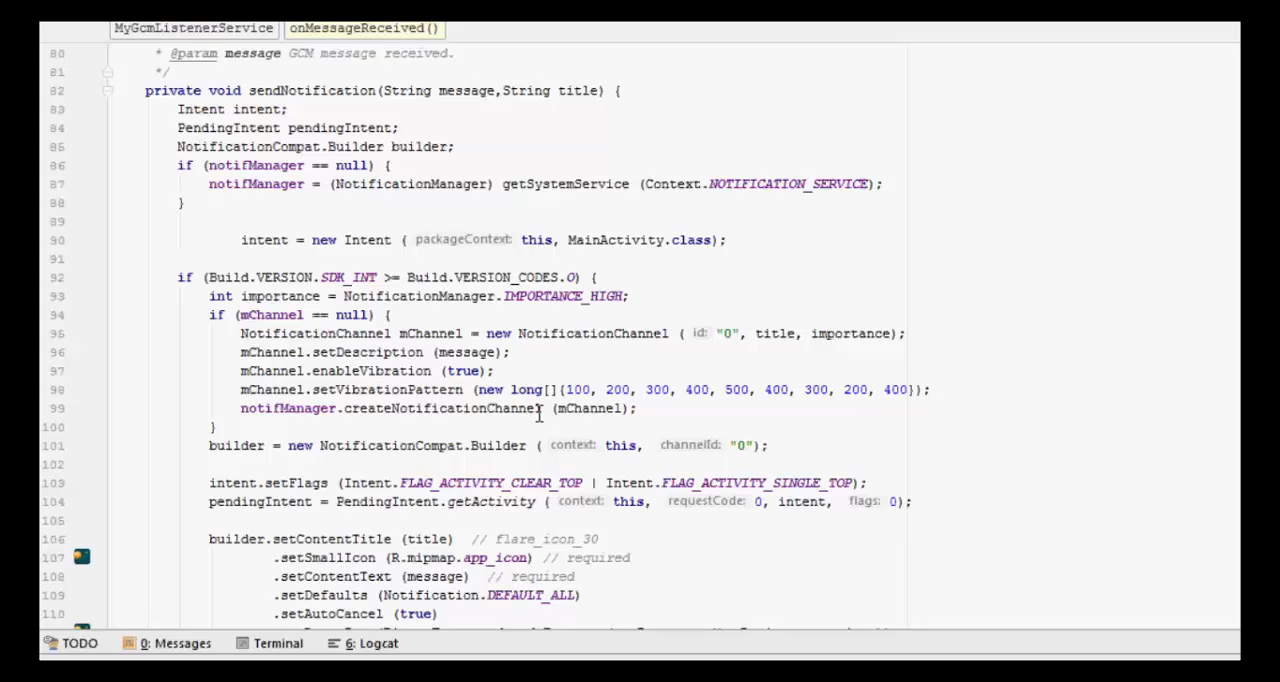 MyGcmListenerService onMessageReceived()
80 * @param message GCM message received.
81 */
82 private void sendNotification(String message,String title) {
83 Intent intent;
84 PendingIntent pendingIntent;
85 NotificationCompat.Builder builder;
86 if (notifManager == null) {
87 notifManager = (NotificationManager) getSystemService (Context.NOTIFICATION_SERVICE);
88 }
89
90 intent = new Intent ( packageContext: this, MainActivity.class);
91
92 if (Build.VERSION.SDK_INT >= Build.VERSION_CODES.O) {
93 int importance = NotificationManager.IMPORTANCE_HIGH;
94 if (mChannel == null) {
95 NotificationChannel mChannel = new NotificationChannel ( id: "0", title, importance);
96 mChannel.setDescription (message);
97 mChannel.enableVibration (true);
98 mChannel.setVibrationPattern (new long[]{100, 200, 300, 400, 500, 400, 300, 200, 400});
99 notifManager.createNotificationChannel (mChannel);
100 }
101 builder = new NotificationCompat.Builder ( context: this, channelId: "0");
102
103 intent.setFlags (Intent.FLAG_ACTIVITY_CLEAR_TOP | Intent.FLAG_ACTIVITY_SINGLE_TOP);
104 pendingIntent = PendingIntent.getActivity ( context: this, requestCode: 0, intent, flags: 0);
105
106 builder.setContentTitle (title) // flare_icon_30
107 .setSmallIcon (R.mipmap.app_icon) // required
108 .setContentText (message) // required
109 .setDefaults (Notification.DEFAULT_ALL)
110 .setAutoCancel (true)
TODO 0: Messages Terminal 6: Logcat